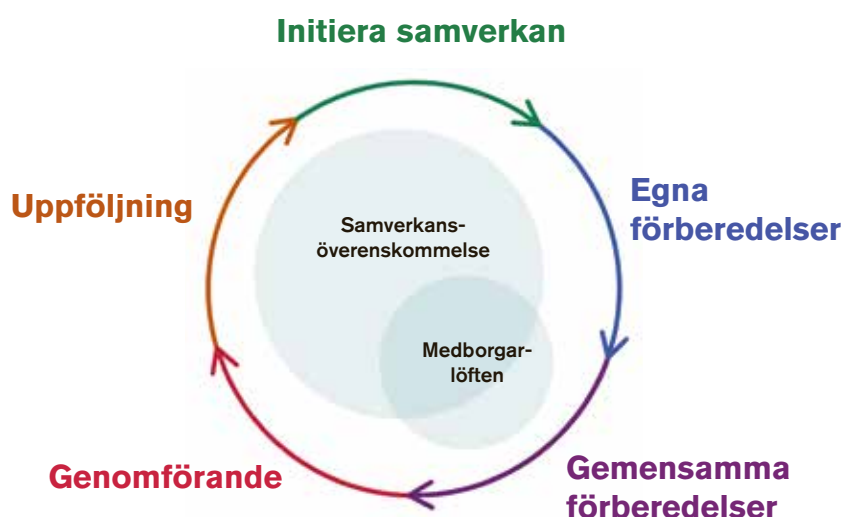 Initiera samverkan
Egna
förberedelser
Uppföljning
Samverkans-
överenskommelse
Medborgar-
löften
Genomförande
Gemensamma
förberedelser